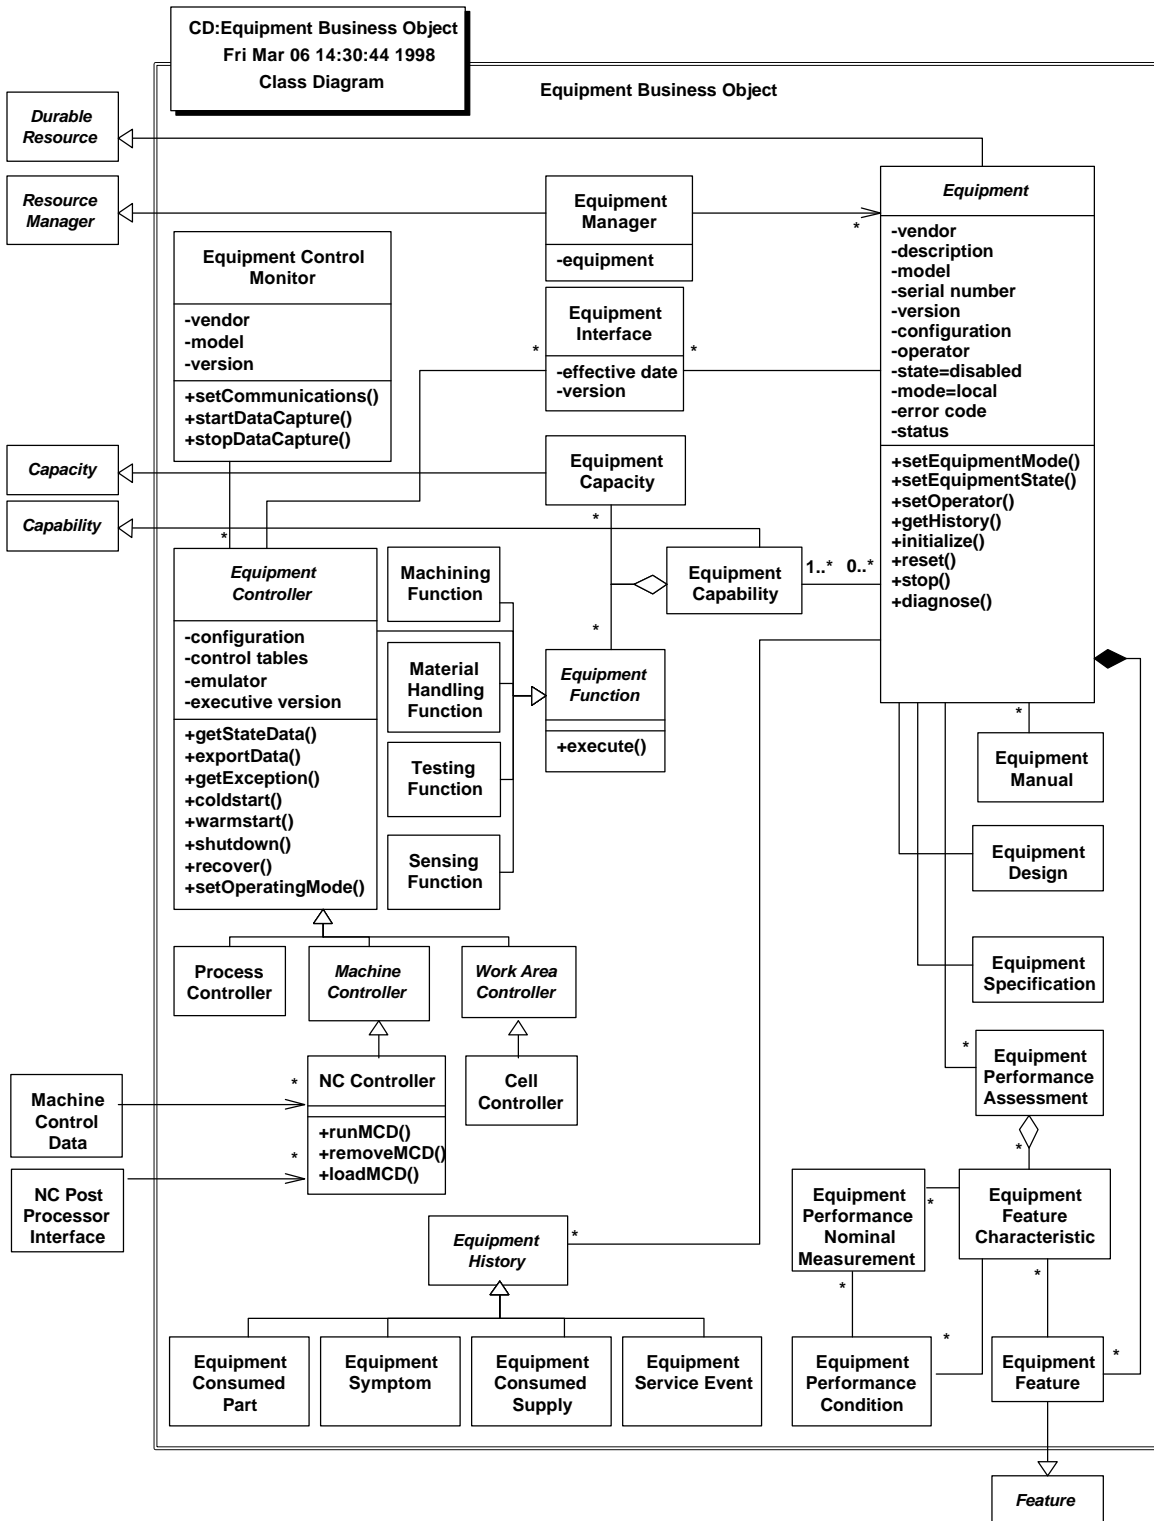 CD:Equipment Business Object
Fri Mar 06 14:30:44 1998
Class Diagram
Equipment Business Object
Durable
Resource
Resource
Manager
Equipment
Manager
-equipment
*
Equipment
-vendor
-description
-model
-serial number
-version
-configuration
-operator
-state=disabled
-mode=local
-error code
-status
+setEquipmentMode()
+setEquipmentState()
+setOperator()
+getHistory()
+initialize()
+reset()
+stop()
+diagnose()
Equipment Control
Monitor
-vendor
-model
-version
+setCommunications()
+startDataCapture()
+stopDataCapture()
*
Equipment
Interface
-effective date
-version
*
*
Capacity
Equipment
Capacity
*
Capability
Equipment
Capability
1..*
0..*
*
Equipment
Controller
-configuration
-control tables
-emulator
-executive version
+getStateData()
+exportData()
+getException()
+coldstart()
+warmstart()
+shutdown()
+recover()
+setOperatingMode()
Machining
Function
Material
Handling
Function
Testing
Function
Sensing
Function
Equipment
Function
+execute()
*
Equipment
Manual
Equipment
Design
Equipment
Specification
*
Equipment
Performance
Assessment
*
Process
Controller
Machine
Controller
Work Area
Controller
NC Controller
+runMCD()
+removeMCD()
+loadMCD()
Cell
Controller
Machine
Control
Data
*
NC Post
Processor
Interface
*
Equipment
Performance
Nominal
Measurement
*
Equipment
Feature
Characteristic
*
*
Equipment
History
*
Equipment
Consumed
Part
Equipment
Symptom
Equipment
Consumed
Supply
Equipment
Service Event
Equipment
Performance
Condition
*
Equipment
Feature
*
Feature